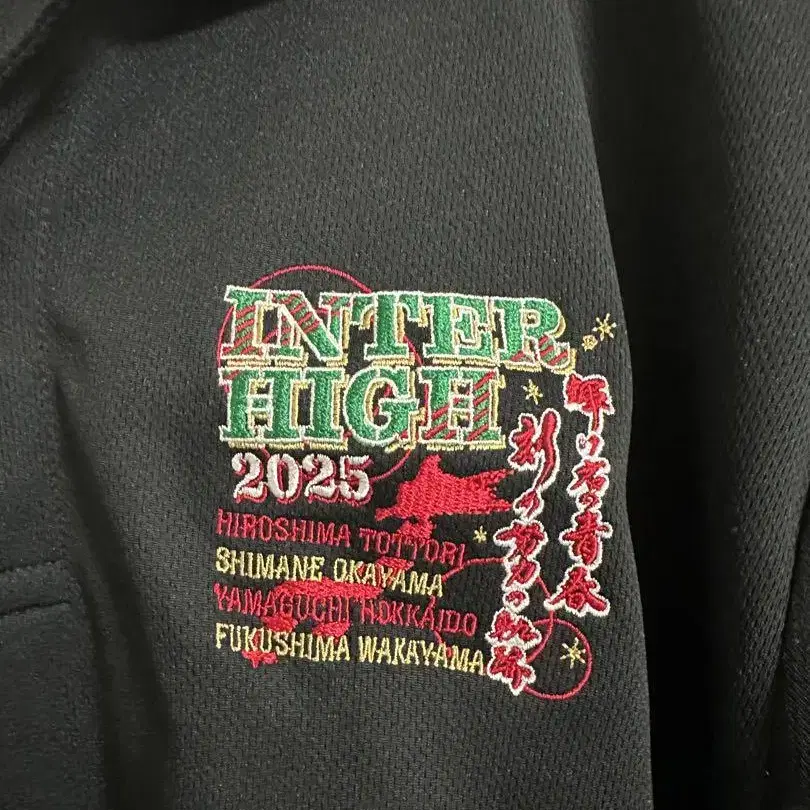 INTER
HIGH
2025
HIROSHIMA TOTTORI
SHIMANE OKAYAMA
YAMAGUCHI HOKKAIDO
FUKUSHIMA WAKAYAMA
輝け君の青春
刻め努力の軌跡